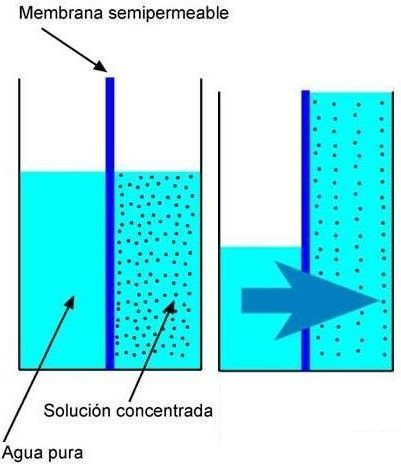 Membrana semipermeable
Solución concentrada
Agua pura